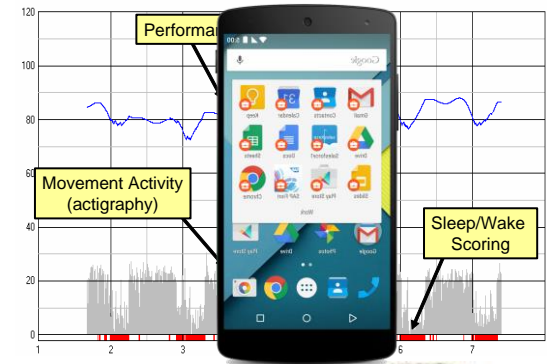 120
Performa
100
Google
Keep Calendar Contacts Gmail
80
Sheets Docs Salesforce1 Drive
60
Movement Activity
(actigraphy)
Chrome SAP Fiori Play Store Slides
Work
Sleep/Wake
Scoring
40
Play Store Drive Photos Google
20
0
1 2 3 6 7